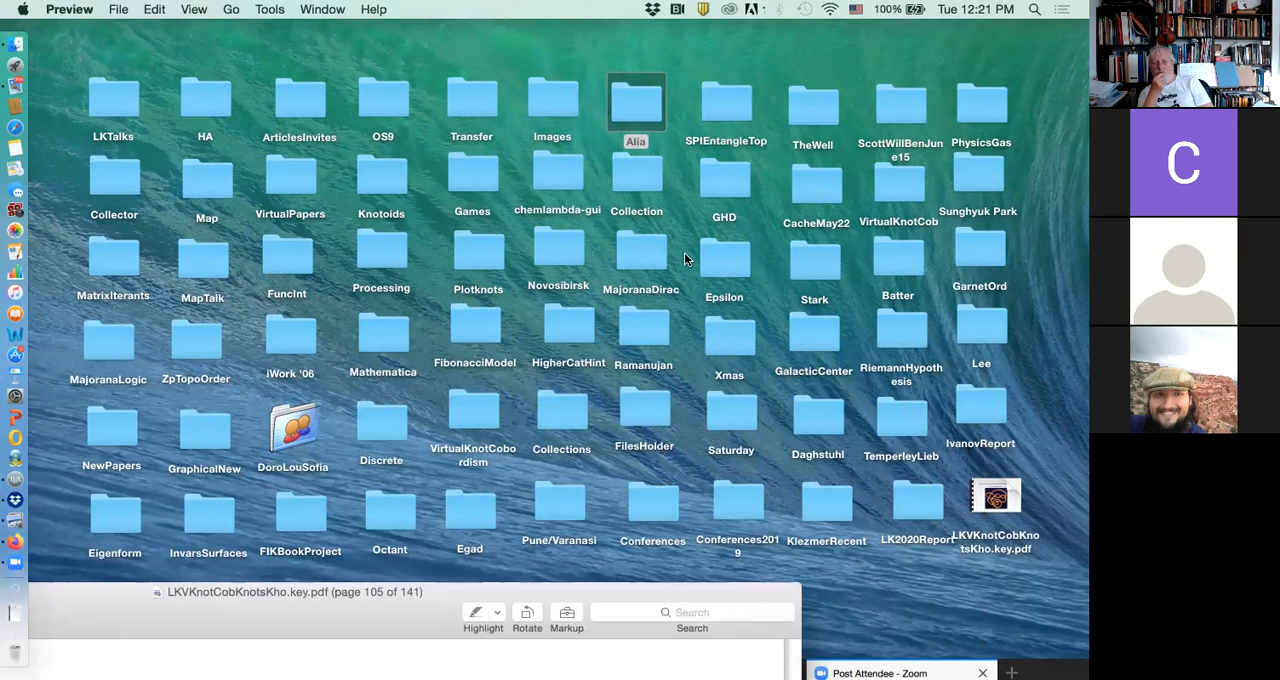 Preview File Edit View Go Tools Window Help
100% Tue 12:21 PM
LKTalks HA ArticlesInvites OS9 Transfer Images Alia SPIEntangleTop TheWell ScottWillBenJun
e15 PhysicsGas
Collector Map VirtualPapers Knotoids Games chemlambda-gui Collection GHD CacheMay22 VirtualKnotCob Sunghyuk Park
MatrixIterants MapTalk FuncInt Processing Plotknots Novosibirsk MajoranaDirac Epsilon Stark Batter GarnetOrd
MajoranaLogic ZpTopoOrder iWork '06 Mathematica FibonacciModel HigherCatHint Ramanujan Xmas GalacticCenter RiemannHypoth
esis Lee
NewPapers GraphicalNew DoroLouSofia Discrete VirtualKnotCobo
rdism Collections FilesHolder Saturday Daghstuhl TemperleyLieb IvanovReport
Eigenform InvarsSurfaces FIKBookProject Octant Egad Pune/Varanasi Conferences Conferences201
9 KlezmerRecent LK2020Report LKVKnotCobKno
tsKho.key.pdf
LKVKnotCobKnotsKho.key.pdf (page 105 of 141)
Search
Highlight Rotate Markup Search
Post Attendee - Zoom
C